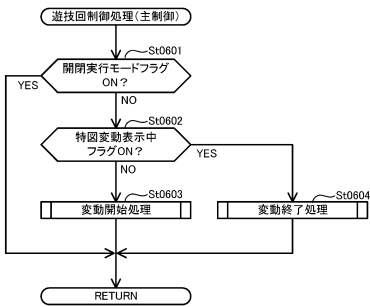 遊技回制御処理(主制御)
St0601
開閉実行モードフラグ
ON？
YES
NO
St0602
特図変動表示中
フラグON？
YES
NO
St0603
変動開始処理
St0604
変動終了処理
RETURN